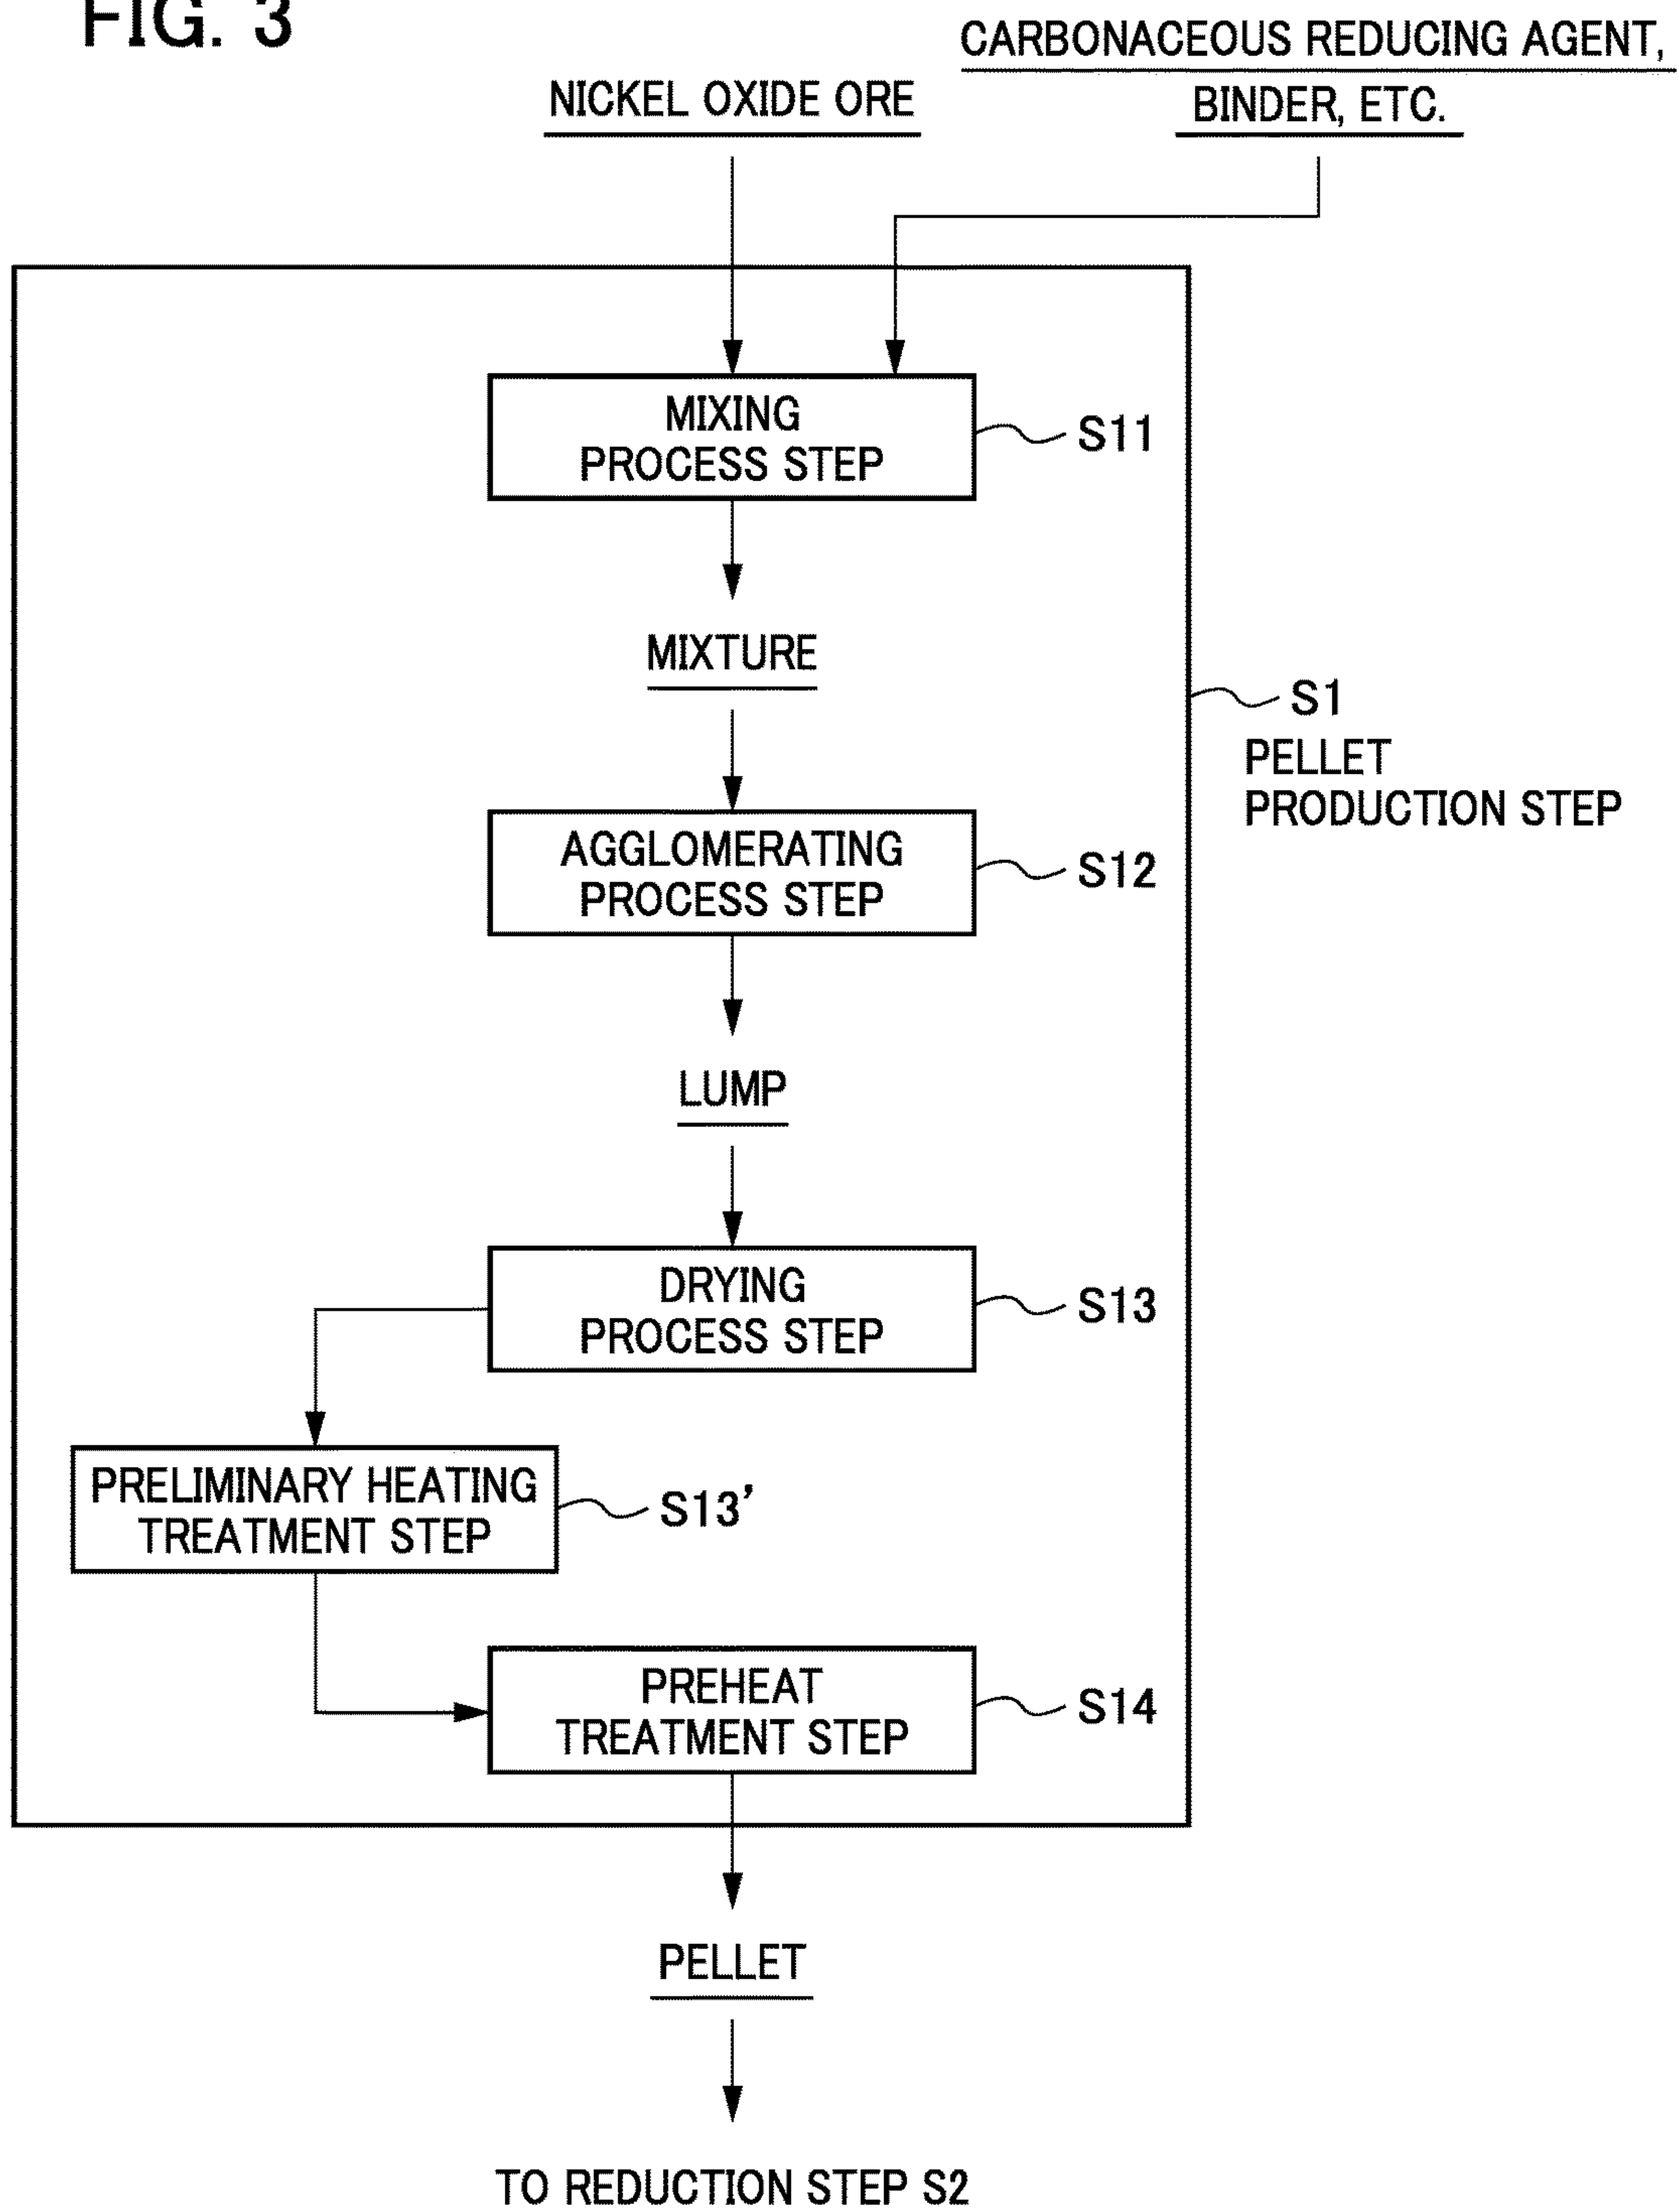 FIG. 3
CARBONACEOUS REDUCING AGENT,
BINDER, ETC.
NICKEL OXIDE ORE
MIXING
PROCESS STEP
S11
MIXTURE
S1
PELLET
PRODUCTION STEP
AGGLOMERATING
PROCESS STEP
S12
LUMP
DRYING
PROCESS STEP
S13
PRELIMINARY HEATING
TREATMENT STEP
S13'
PREHEAT
TREATMENT STEP
S14
PELLET
TO REDUCTION STEP S2